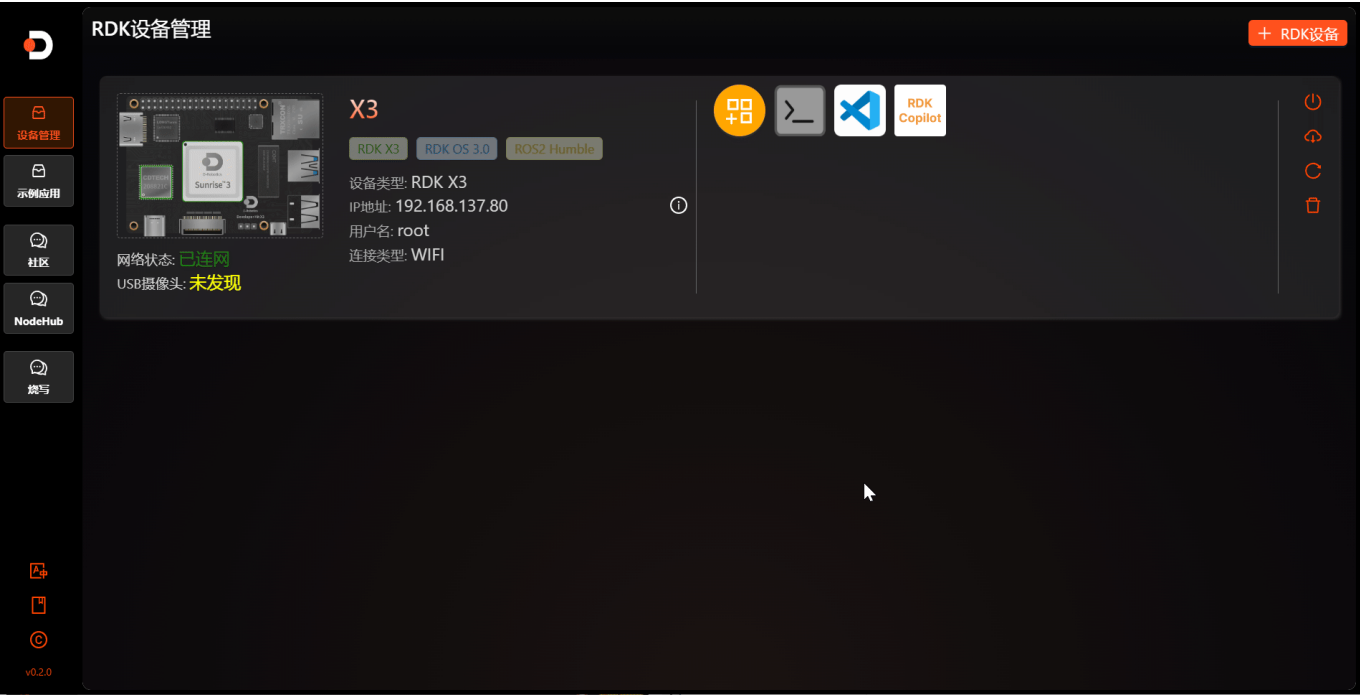 RDK设备管理
+ RDK设备
设备管理
示例应用
社区
NodeHub
烧写
v0.2.0
Sunrise™3
网络状态: 已连网
USB摄像头: 未发现
X3
RDK X3
RDK OS 3.0
ROS2 Humble
设备类型: RDK X3
IP地址: 192.168.137.80
用户名: root
连接类型: WIFI
RDK
Copilot